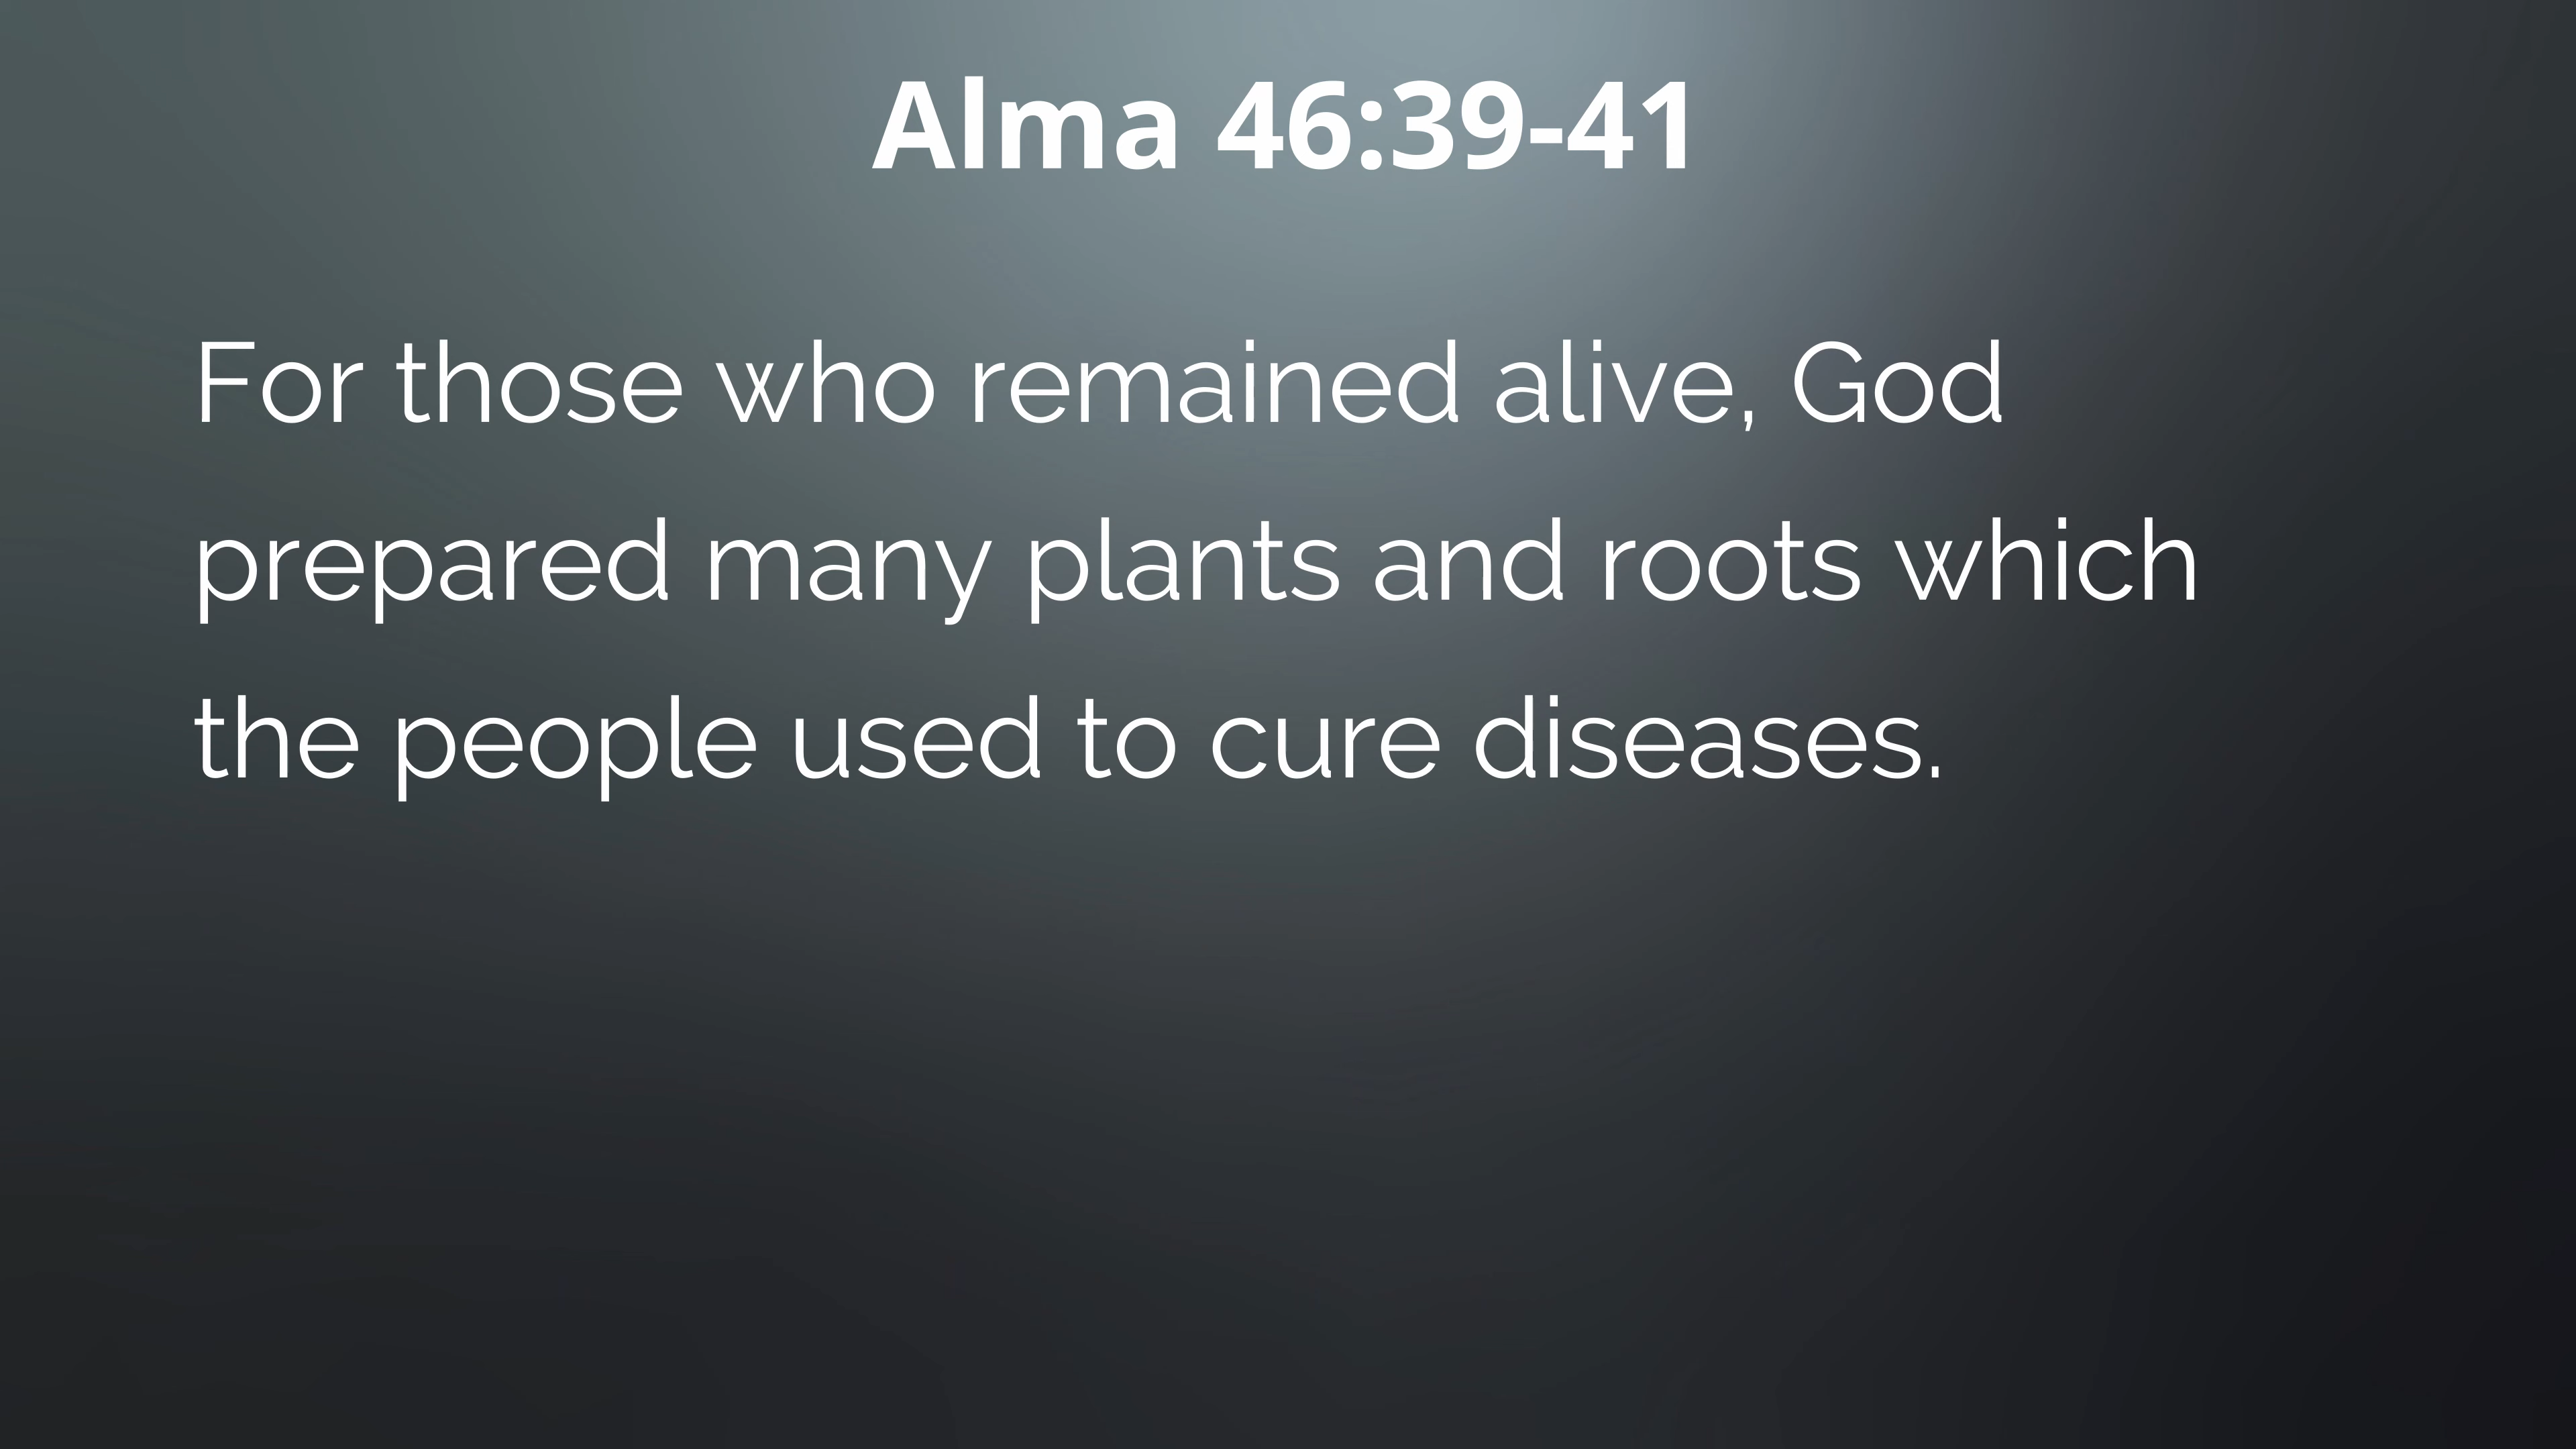 Alma 46:39-41
For those who remained alive, God
prepared many plants and roots which
the people used to cure diseases.